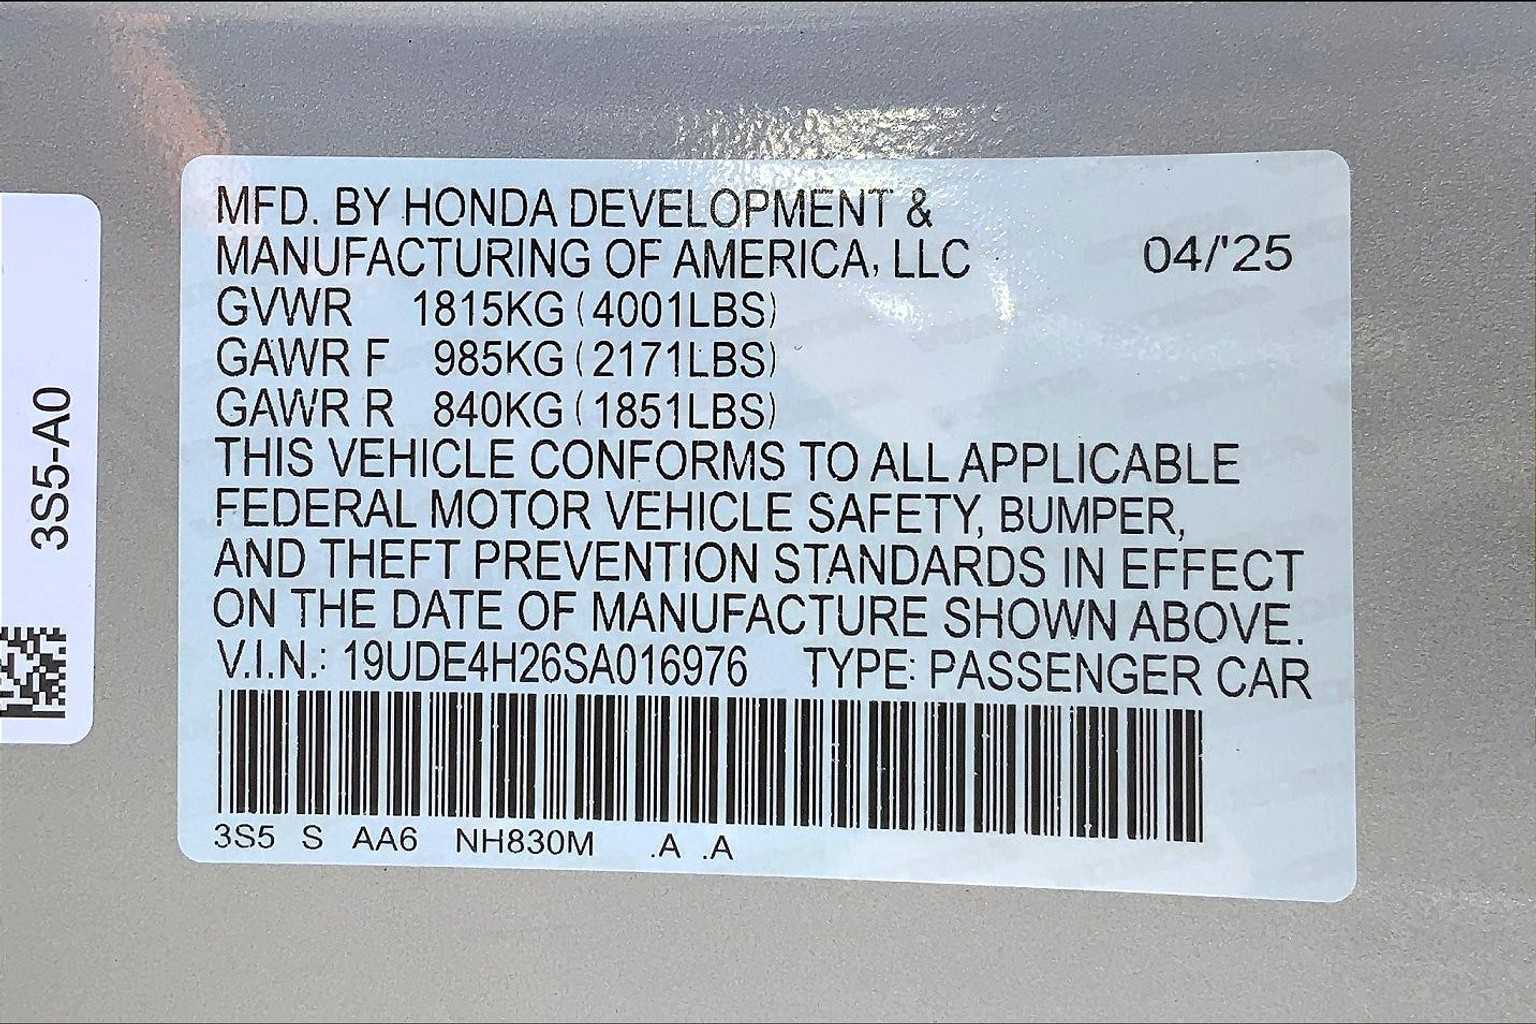 MFD. BY HONDA DEVELOPMENT &
MANUFACTURING OF AMERICA, LLC 04/'25
GVWR 1815KG (4001LBS)
GAWR F 985KG (2171LBS)
GAWR R 840KG (1851LBS)
THIS VEHICLE CONFORMS TO ALL APPLICABLE
FEDERAL MOTOR VEHICLE SAFETY, BUMPER,
AND THEFT PREVENTION STANDARDS IN EFFECT
ON THE DATE OF MANUFACTURE SHOWN ABOVE.
V.I.N.: 19UDE4H26SA016976 TYPE: PASSENGER CAR
3S5 S AA6 NH830M .A .A
3S5-A0